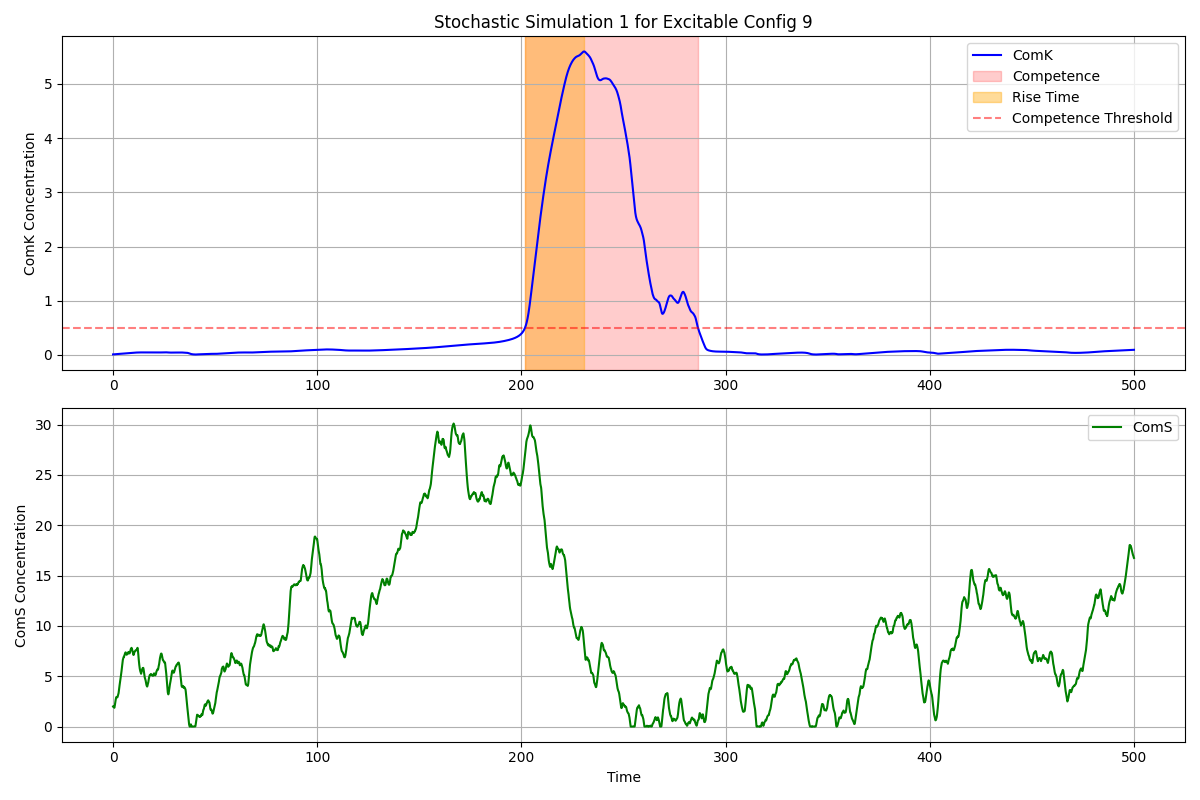 Stochastic Simulation 1 for Excitable Config 9
ComK Concentration
5
4
3
2
1
0
ComK
Competence
Rise Time
Competence Threshold
0 100 200 300 400 500
ComS Concentration
30
25
20
15
10
5
0
ComS
0 100 200 300 400 500
Time